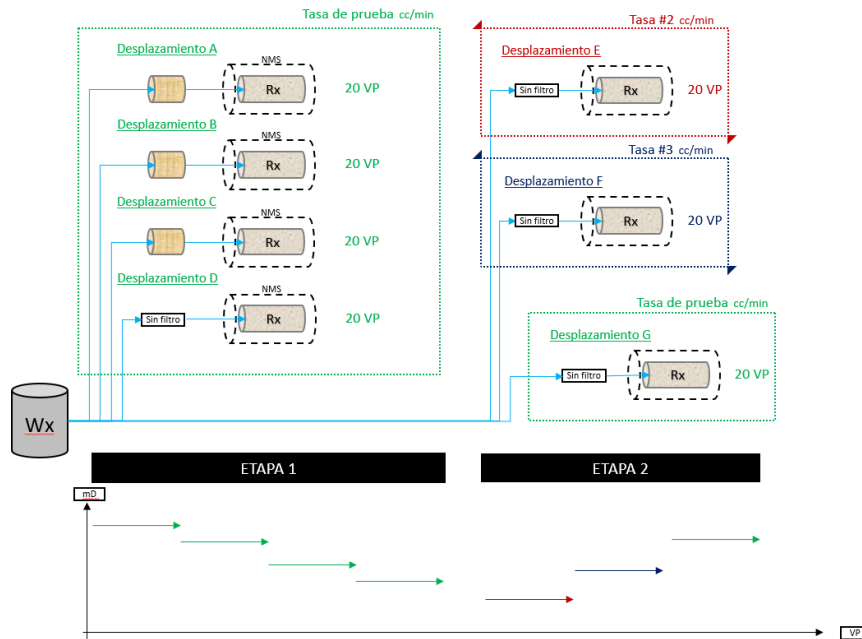 Tasa de prueba cc/min
Desplazamiento A
NMS
Rx
20 VP
Desplazamiento B
NMS
Rx
20 VP
Desplazamiento C
NMS
Rx
20 VP
Desplazamiento D
NMS
Sin filtro
Rx
20 VP
Tasa #2 cc/min
Desplazamiento E
Sin filtro
Rx
20 VP
Tasa #3 cc/min
Desplazamiento F
Sin filtro
Rx
20 VP
Tasa de prueba cc/min
Desplazamiento G
Sin filtro
Rx
20 VP
Wx
ETAPA 1
ETAPA 2
mD
VP